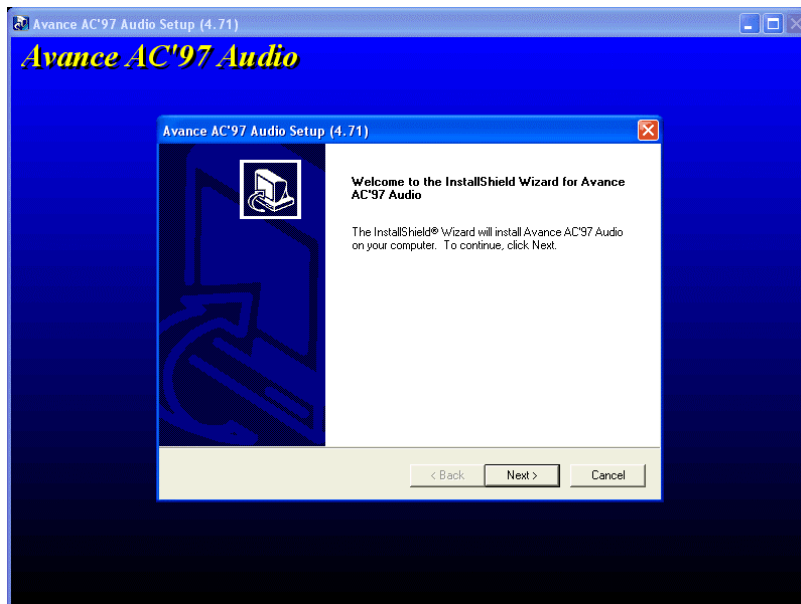 Avance AC'97 Audio Setup (4.71)
Avance AC'97 Audio
Avance AC'97 Audio Setup (4.71)
Welcome to the InstallShield Wizard for Avance
AC'97 Audio
The InstallShield® Wizard will install Avance AC'97 Audio
on your computer. To continue, click Next.
< Back Next > Cancel